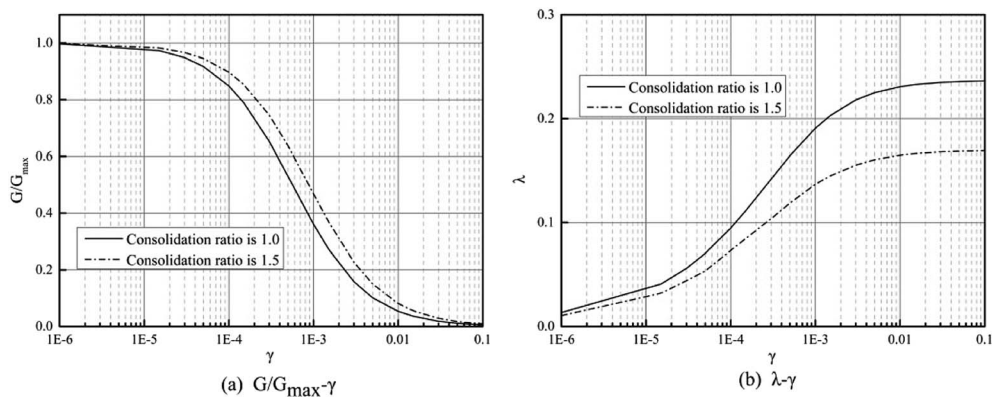 1.0
0.8
0.6
0.4
0.2
0.0
G/Gmax
Consolidation ratio is 1.0
Consolidation ratio is 1.5
1E-6 1E-5 1E-4 1E-3 0.01 0.1
γ
(a) G/Gmax-γ
0.3
0.2
0.1
0.0
λ
Consolidation ratio is 1.0
Consolidation ratio is 1.5
1E-6 1E-5 1E-4 1E-3 0.01 0.1
γ
(b) λ-γ